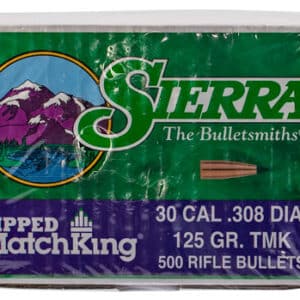 SIERRA
The Bulletsmiths
IPPED
MatchKing
30 CAL .308 DIA
125 GR. TMK
500 RIFLE BULLETS